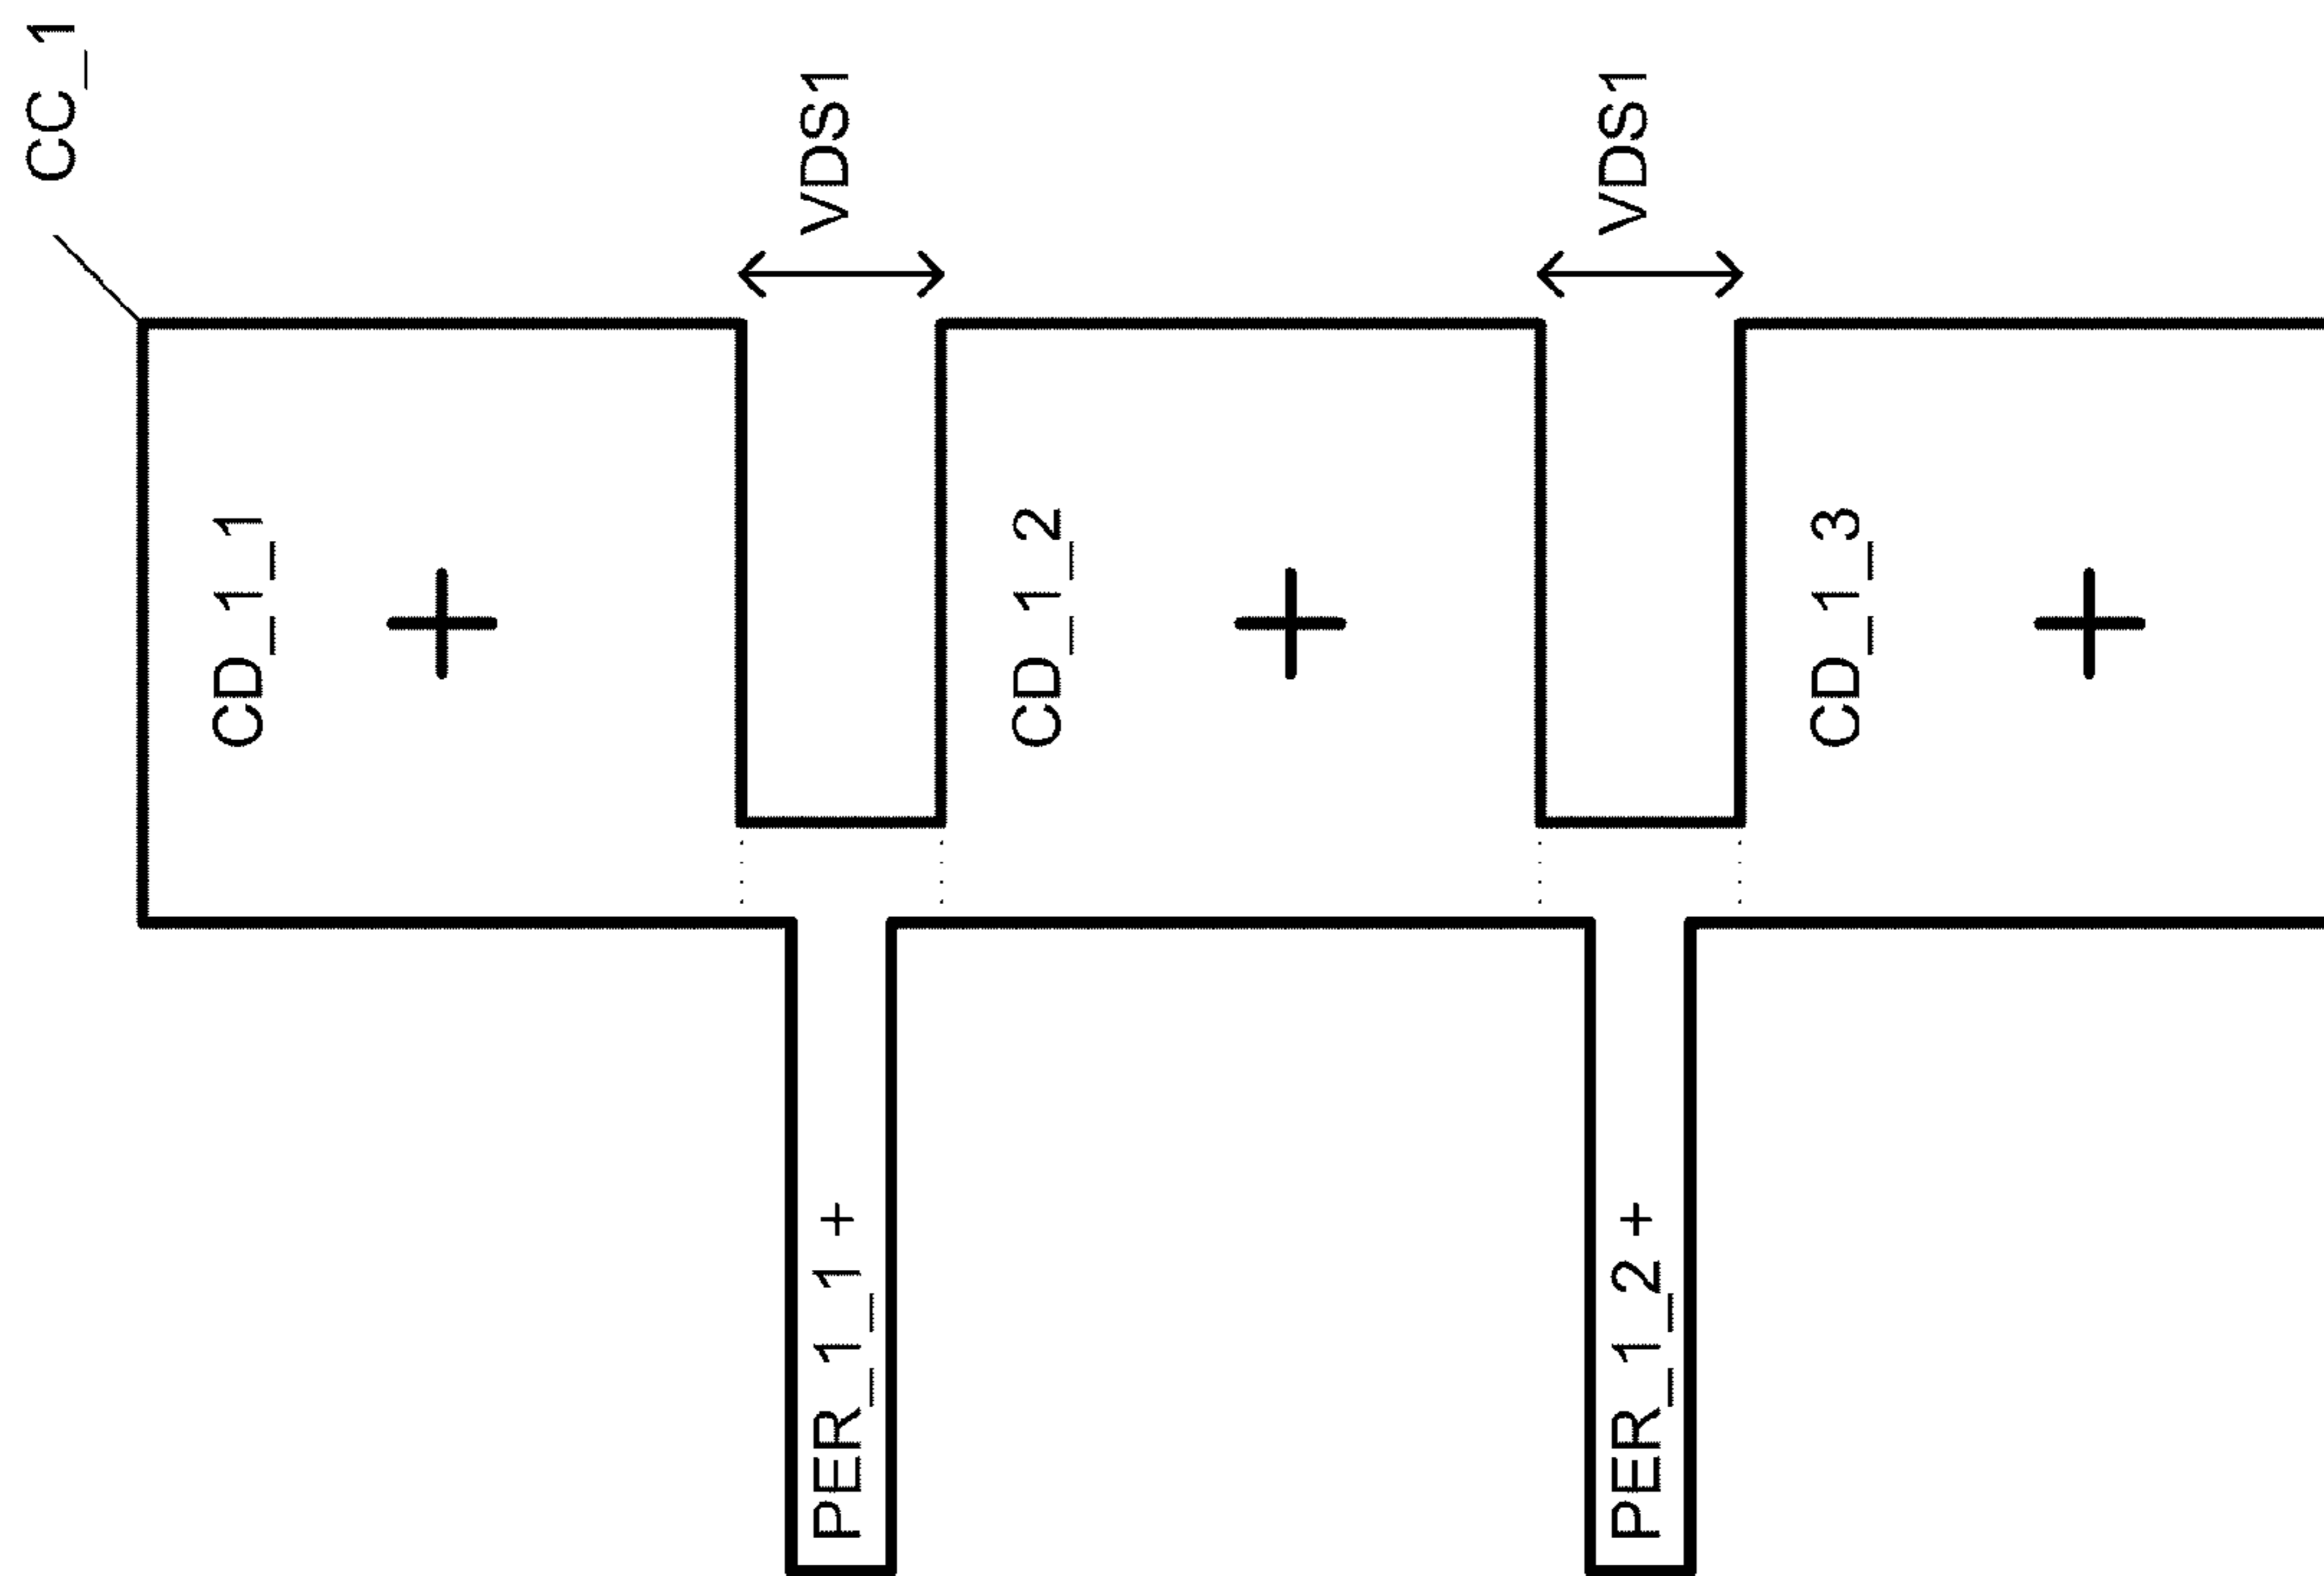 CC_1
VDS1
VDS1
CD_1_1
+
CD_1_2
+
CD_1_3
+
PER_1_1 +
PER_1_2 +